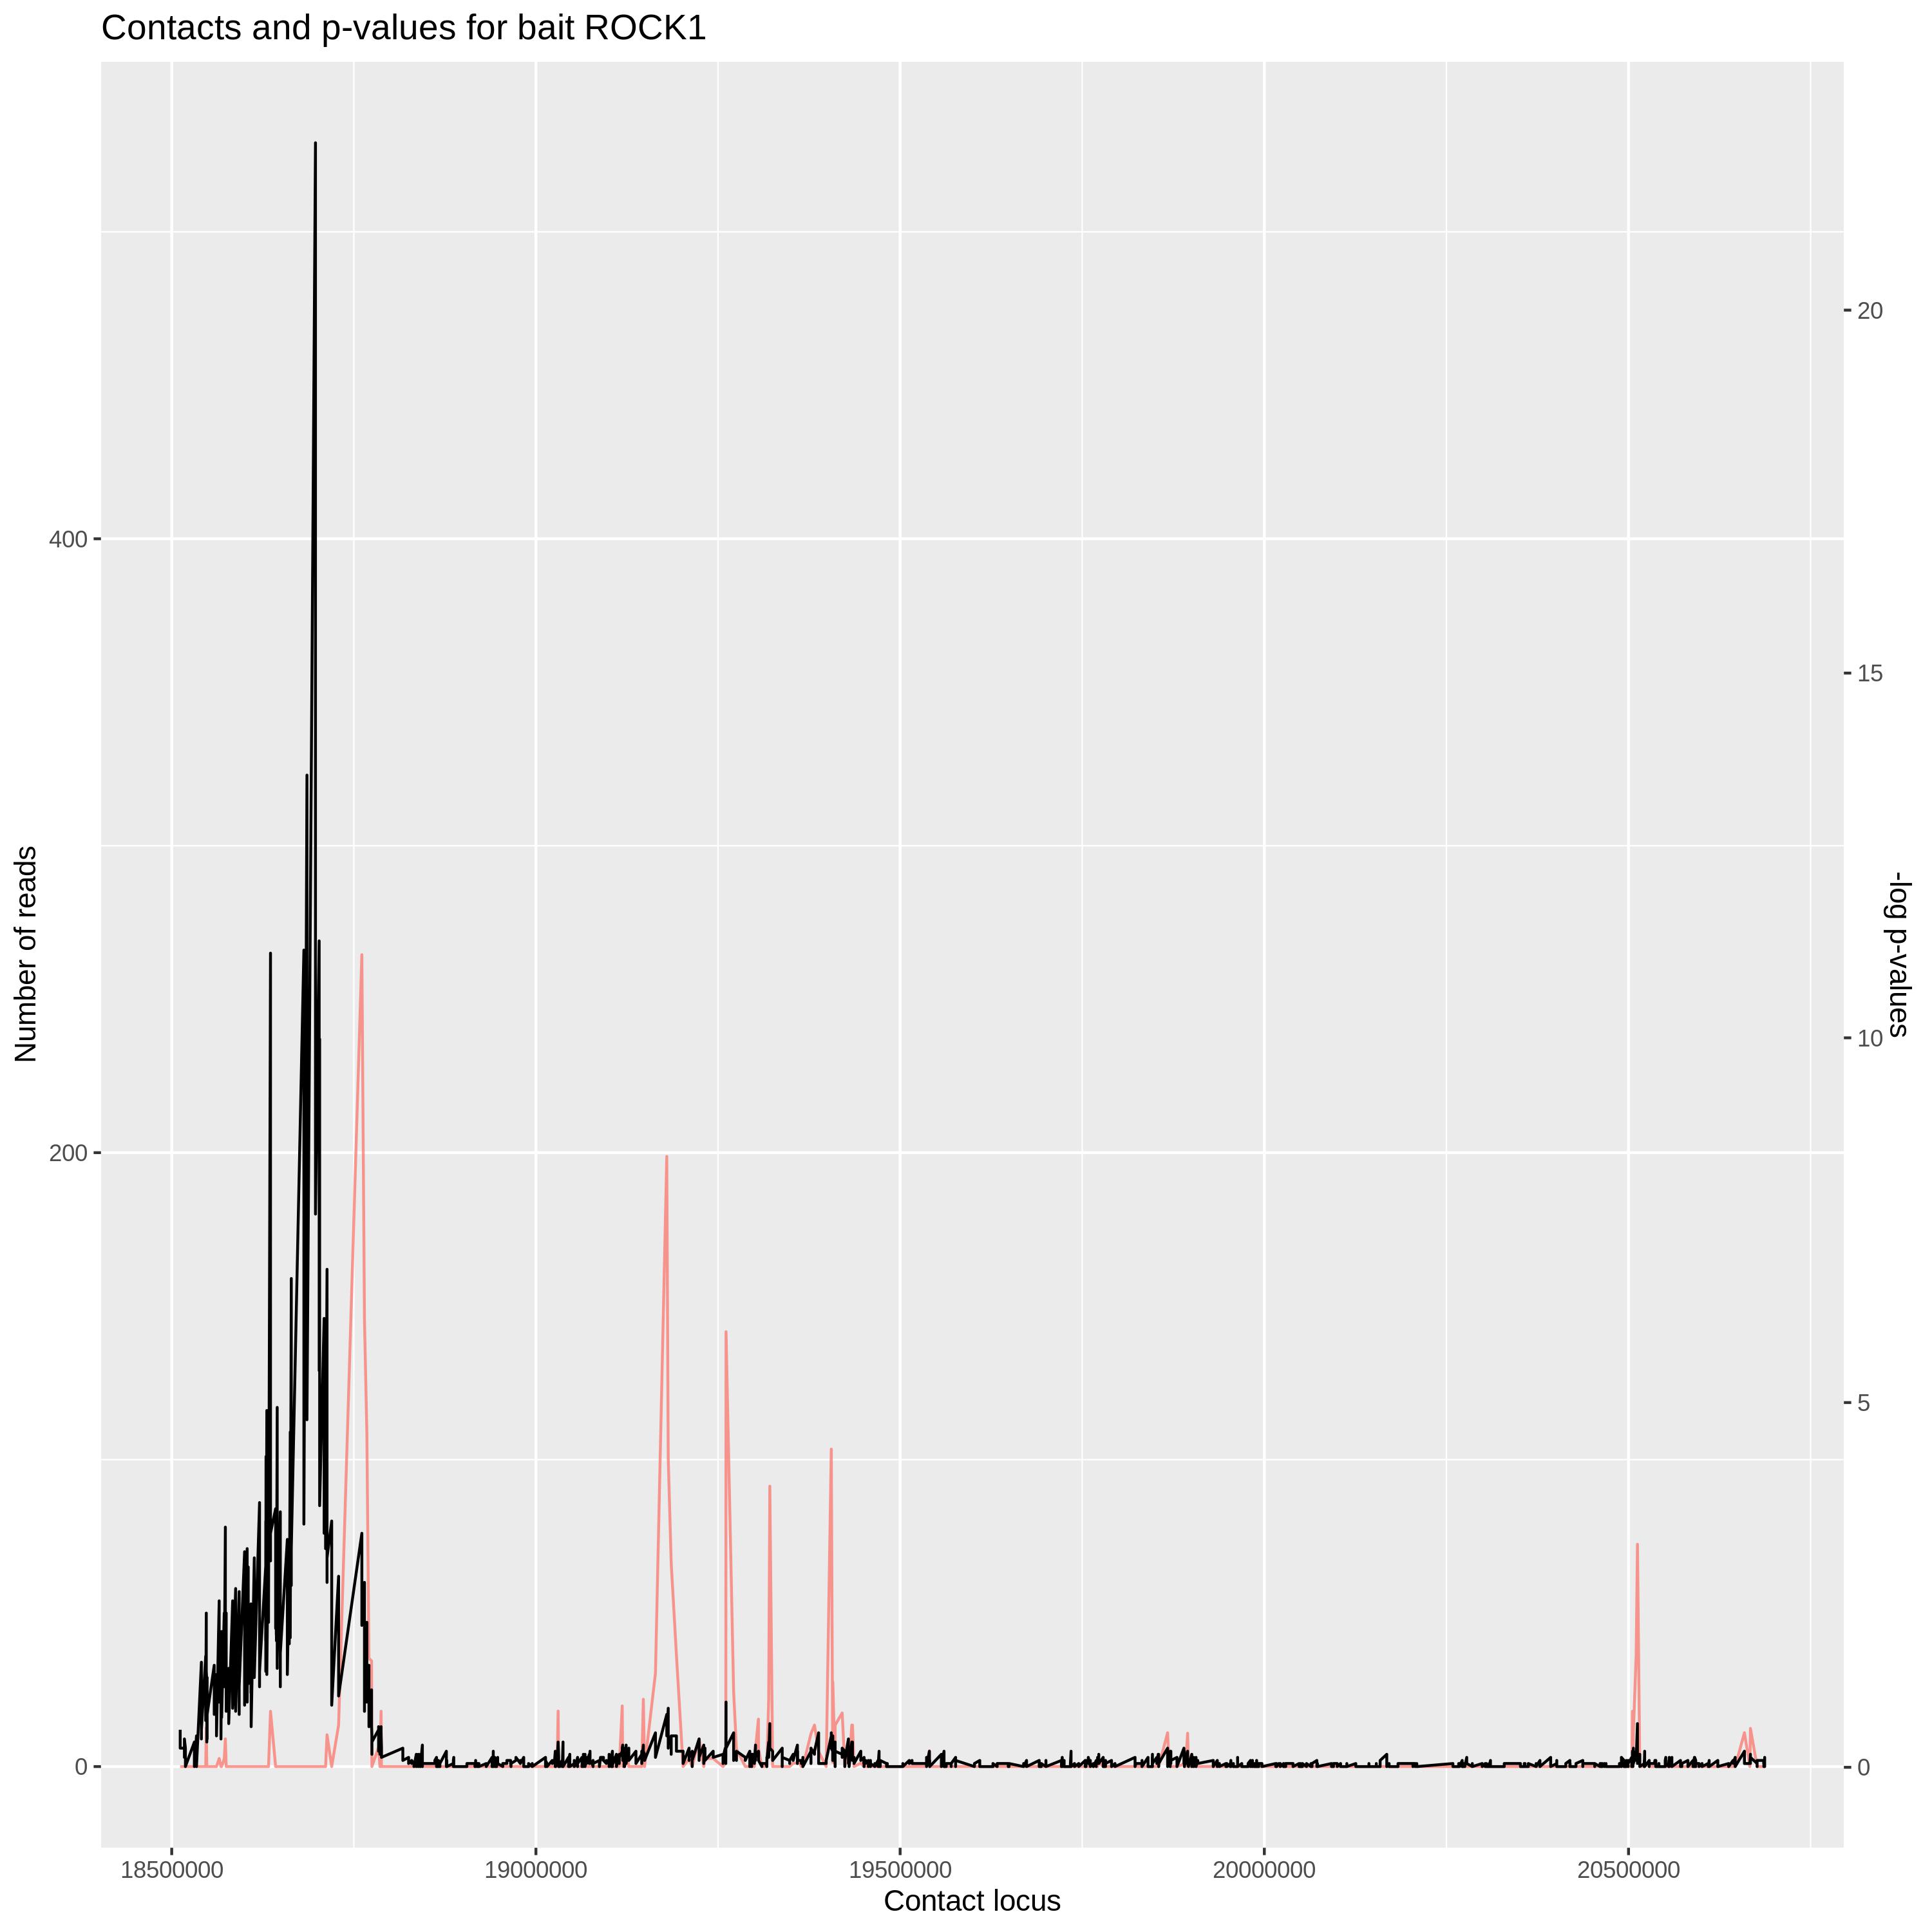 Contacts and p-values for bait ROCK1
400
200
0
Number of reads
20
15
10
5
0
-log p-values
18500000 19000000 19500000 20000000 20500000
Contact locus